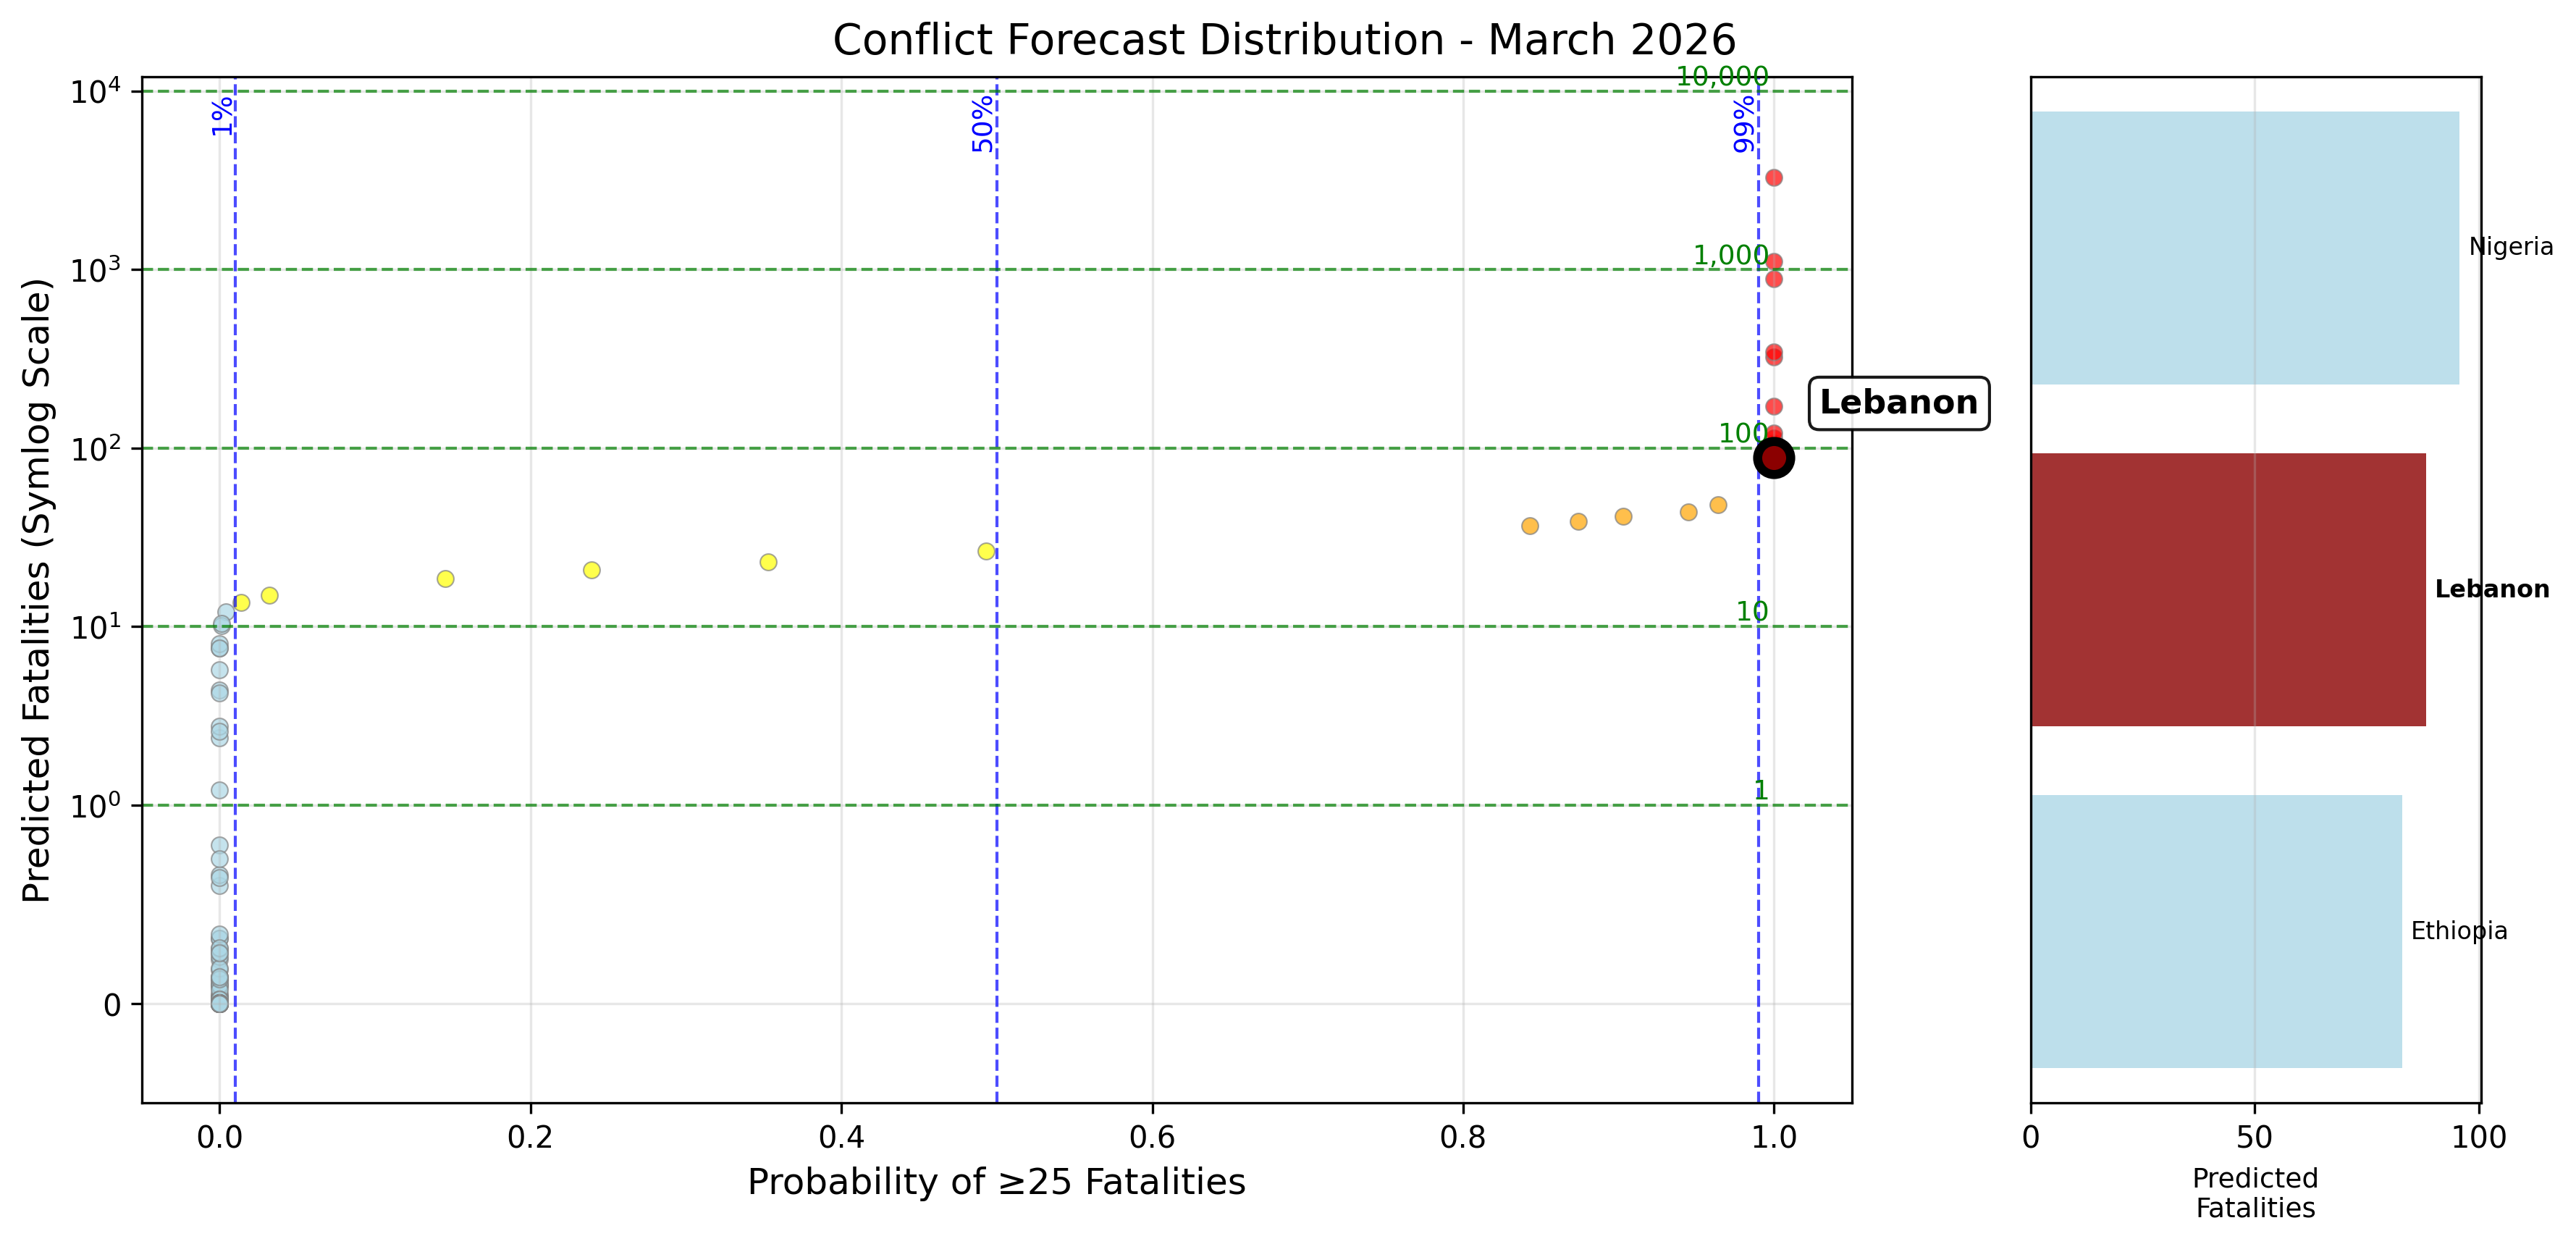 Conflict Forecast Distribution - March 2026
Predicted Fatalities (Symlog Scale)
10⁴
10³
10²
10¹
10⁰
0
1%
50%
99%
10,000
1,000
100
10
1
Lebanon
0.0 0.2 0.4 0.6 0.8 1.0
Probability of ≥25 Fatalities
Nigeria
Lebanon
Ethiopia
0 50 100
Predicted
Fatalities